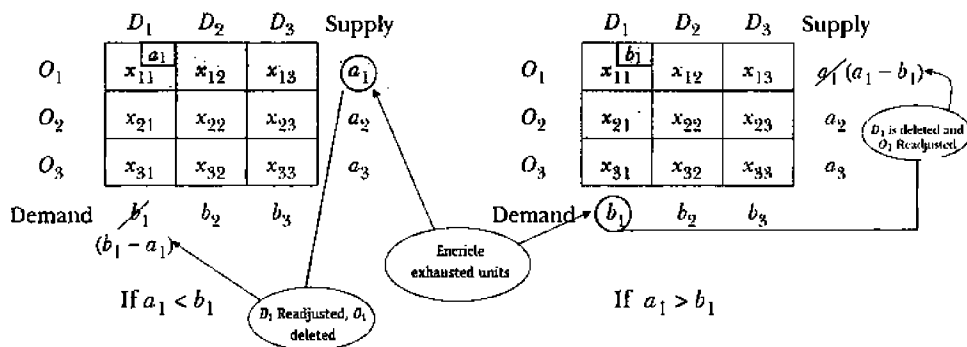 D₁ D₂ D₃ Supply
a₁
O₁ x₁₁ x₁₂ x₁₃ a₁
O₂ x₂₁ x₂₂ x₂₃ a₂
O₃ x₃₁ x₃₂ x₃₃ a₃
Demand b₁ b₂ b₃
(b₁ − a₁)
If a₁ < b₁
D₁ Readjusted, O₁
deleted
Encricle
exhausted units
D₁ D₂ D₃ Supply
b₁
O₁ x₁₁ x₁₂ x₁₃ a₁ (a₁ − b₁)
O₂ x₂₁ x₂₂ x₂₃ a₂
O₃ x₃₁ x₃₂ x₃₃ a₃
Demand b₁ b₂ b₃
D₁ is deleted and
O₁ Readjusted
If a₁ > b₁